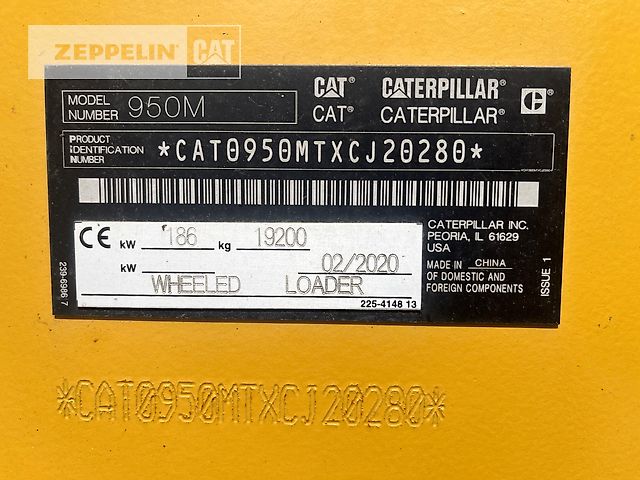 ZEPPELIN CAT
CAT® CATERPILLAR®
MODEL NUMBER 950M
CAT® CATERPILLAR®
PRODUCT IDENTIFICATION NUMBER *CAT0950MTXCJ20280*
CE kW 186 kg 19200
kW 02/2020
WHEELED LOADER
225-4148 13
239-6986 7
CATERPILLAR INC.
PEORIA, IL 61629
USA
MADE IN CHINA
OF DOMESTIC AND
FOREIGN COMPONENTS
ISSUE 1
*CAT0950MTXCJ20280*